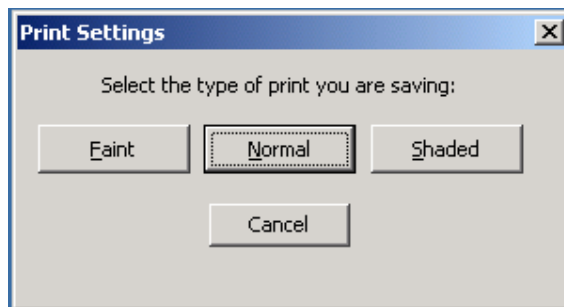 Print Settings
Select the type of print you are saving:
Faint Normal Shaded
Cancel